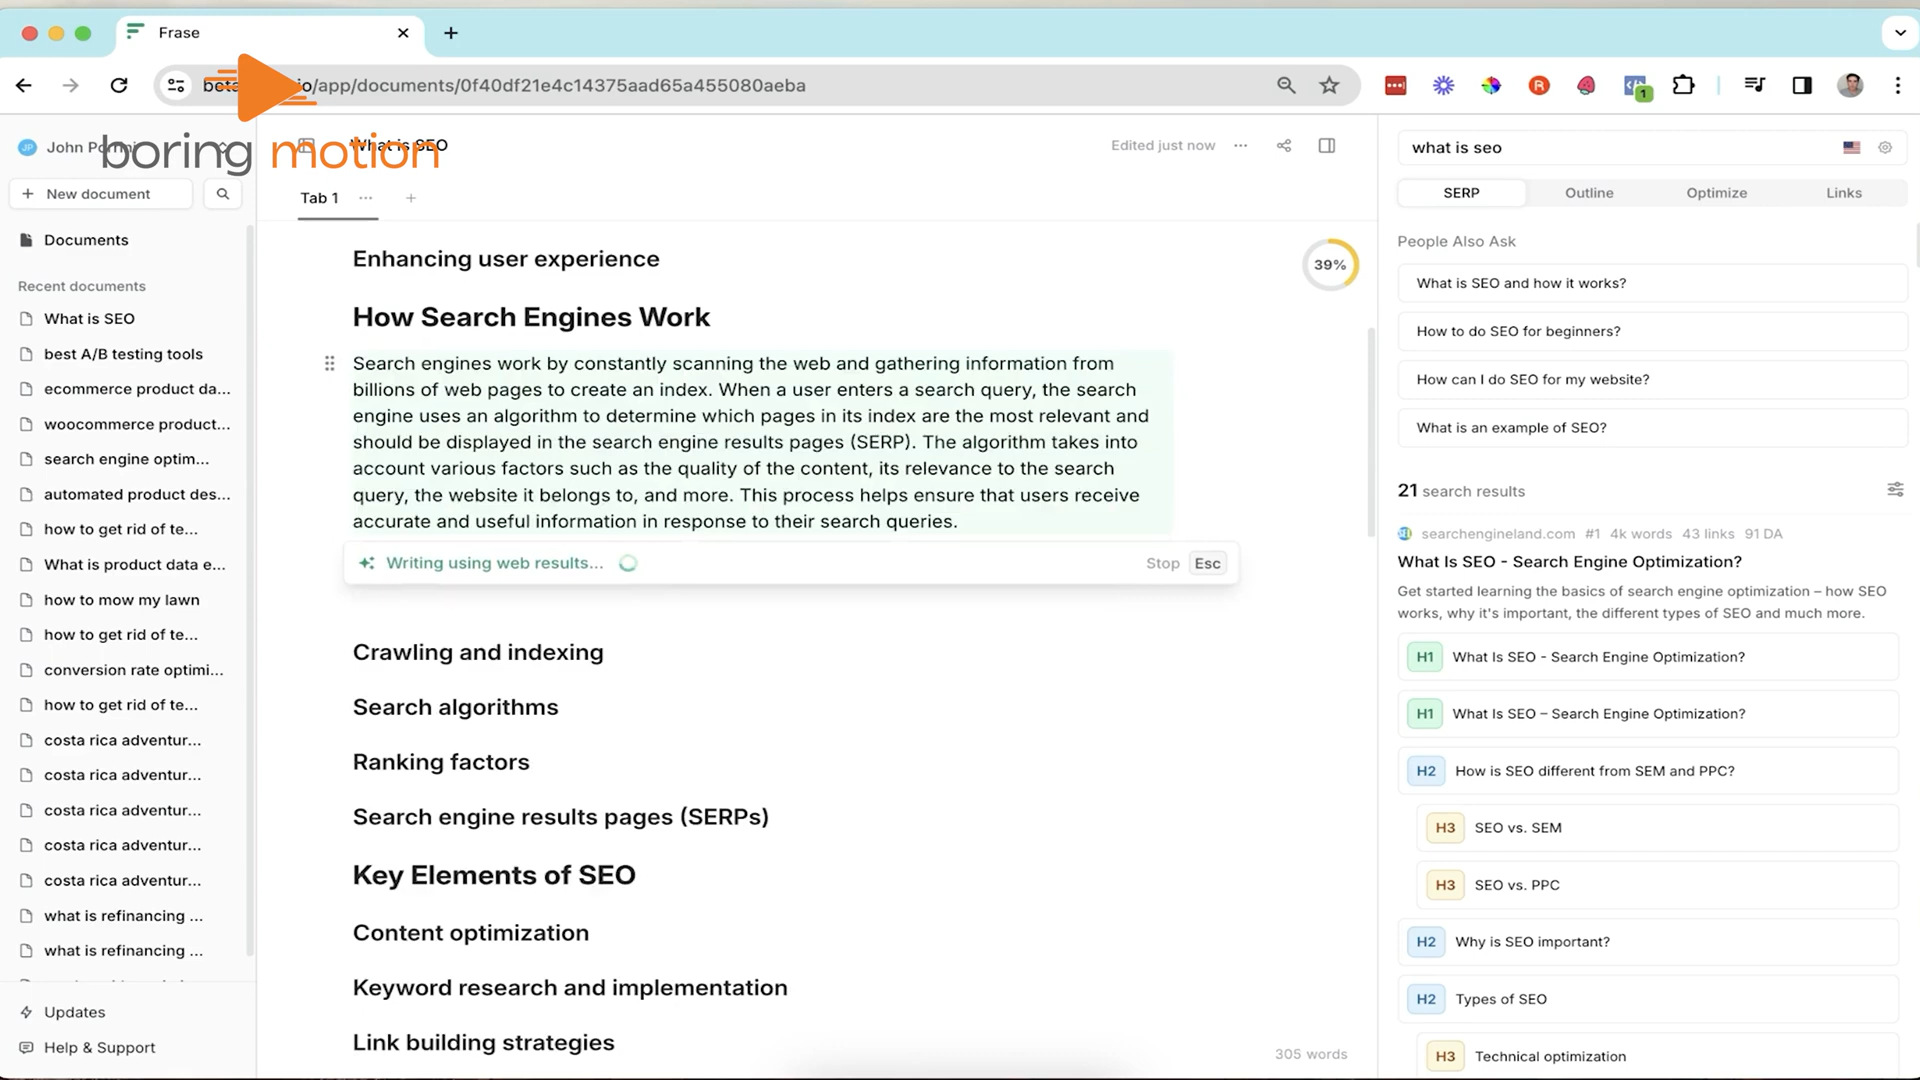 Frase
/app/documents/0f40df21e4c14375aad65a455080aeba
1
boring motion
JP John
What is SEO
Edited just now
New document
Tab 1
Documents
Recent documents
What is SEO
best A/B testing tools
ecommerce product da...
woocommerce product...
search engine optim...
automated product des...
how to get rid of te...
What is product data e...
how to mow my lawn
how to get rid of te...
conversion rate optimi...
how to get rid of te...
costa rica adventur...
costa rica adventur...
costa rica adventur...
costa rica adventur...
costa rica adventur...
what is refinancing ...
what is refinancing ...
Updates
Help & Support
Enhancing user experience
39%
How Search Engines Work
Search engines work by constantly scanning the web and gathering information from
billions of web pages to create an index. When a user enters a search query, the search
engine uses an algorithm to determine which pages in its index are the most relevant and
should be displayed in the search engine results pages (SERP). The algorithm takes into
account various factors such as the quality of the content, its relevance to the search
query, the website it belongs to, and more. This process helps ensure that users receive
accurate and useful information in response to their search queries.
Writing using web results... Stop Esc
Crawling and indexing
Search algorithms
Ranking factors
Search engine results pages (SERPs)
Key Elements of SEO
Content optimization
Keyword research and implementation
Link building strategies
305 words
what is seo
SERP Outline Optimize Links
People Also Ask
What is SEO and how it works?
How to do SEO for beginners?
How can I do SEO for my website?
What is an example of SEO?
21 search results
searchengineland.com #1 4k words 43 links 91 DA
What Is SEO - Search Engine Optimization?
Get started learning the basics of search engine optimization – how SEO
works, why it's important, the different types of SEO and much more.
H1 What Is SEO - Search Engine Optimization?
H1 What Is SEO – Search Engine Optimization?
H2 How is SEO different from SEM and PPC?
H3 SEO vs. SEM
H3 SEO vs. PPC
H2 Why is SEO important?
H2 Types of SEO
H3 Technical optimization